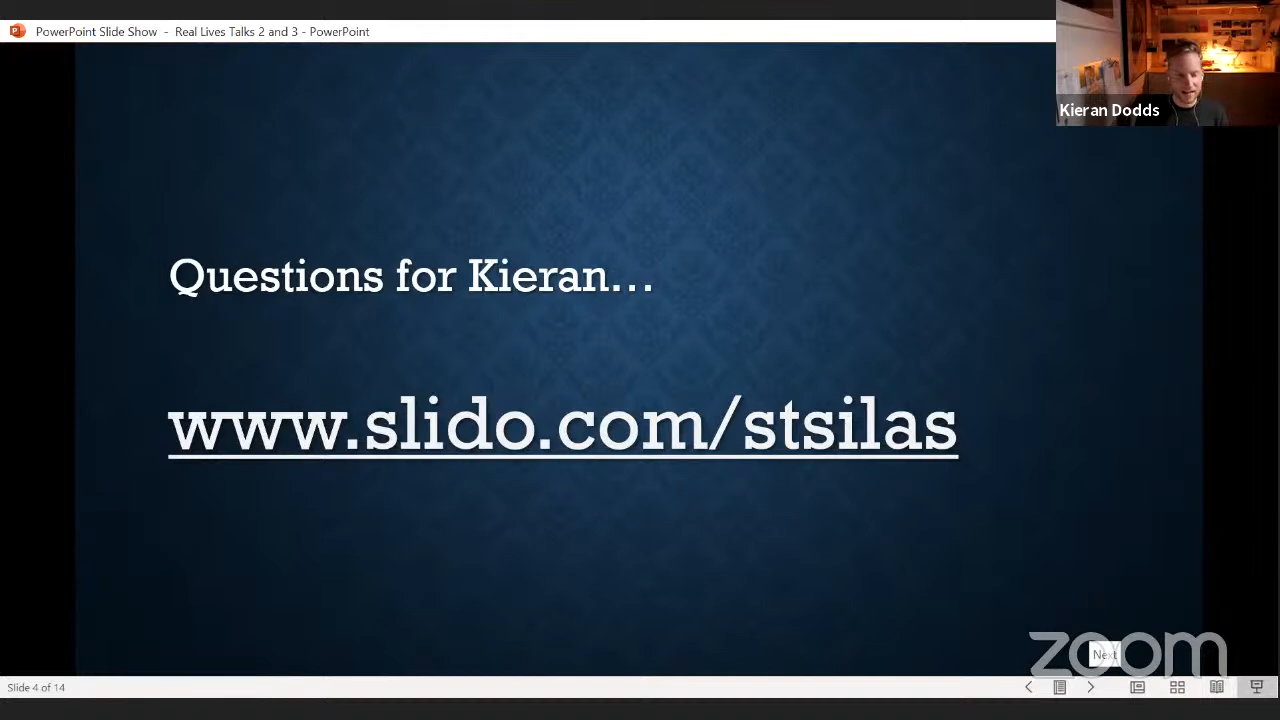 PowerPoint Slide Show - Real Lives Talks 2 and 3 - PowerPoint
Kieran Dodds
Questions for Kieran...
www.slido.com/stsilas
zoom
Next
Slide 4 of 14